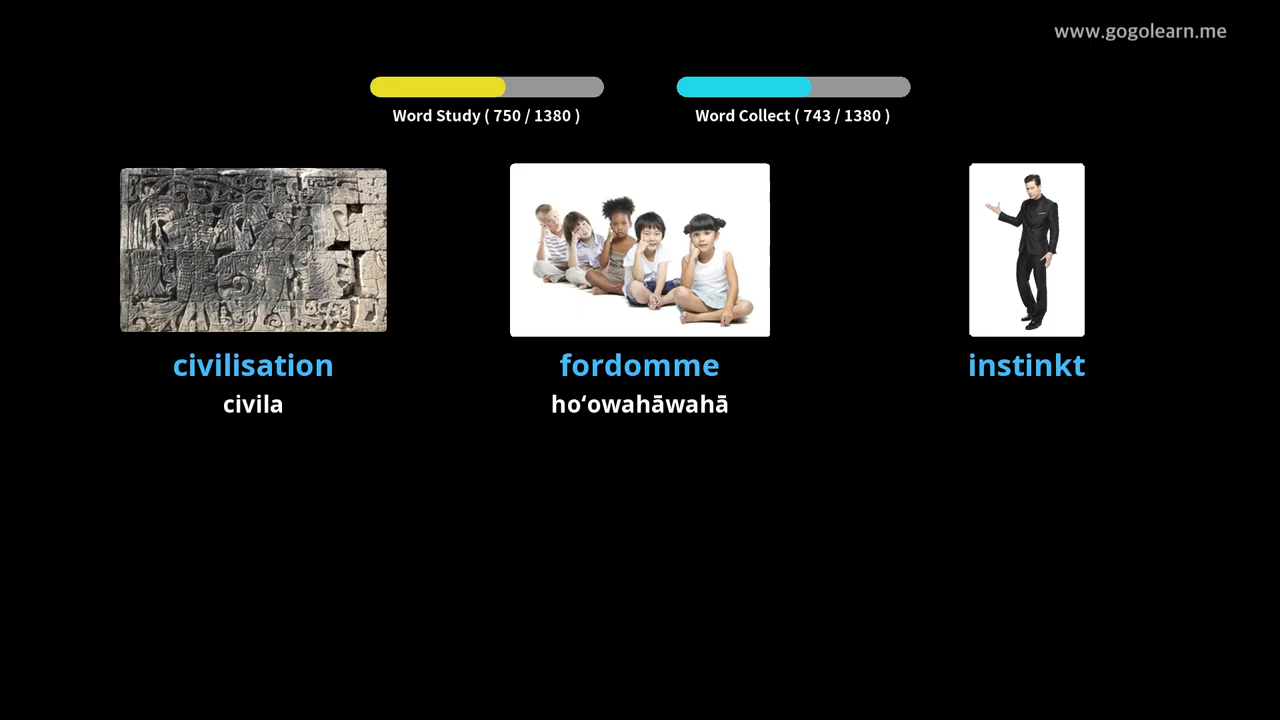 www.gogolearn.me
Word Study ( 750 / 1380 )
Word Collect ( 743 / 1380 )
civilisation
fordomme
instinkt
civila
hoʻowahāwahā